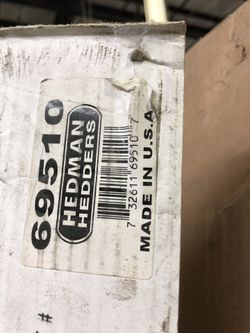 69510
HEDMAN
HEDDERS
7 32611 69510 7
MADE IN U.S.A
#